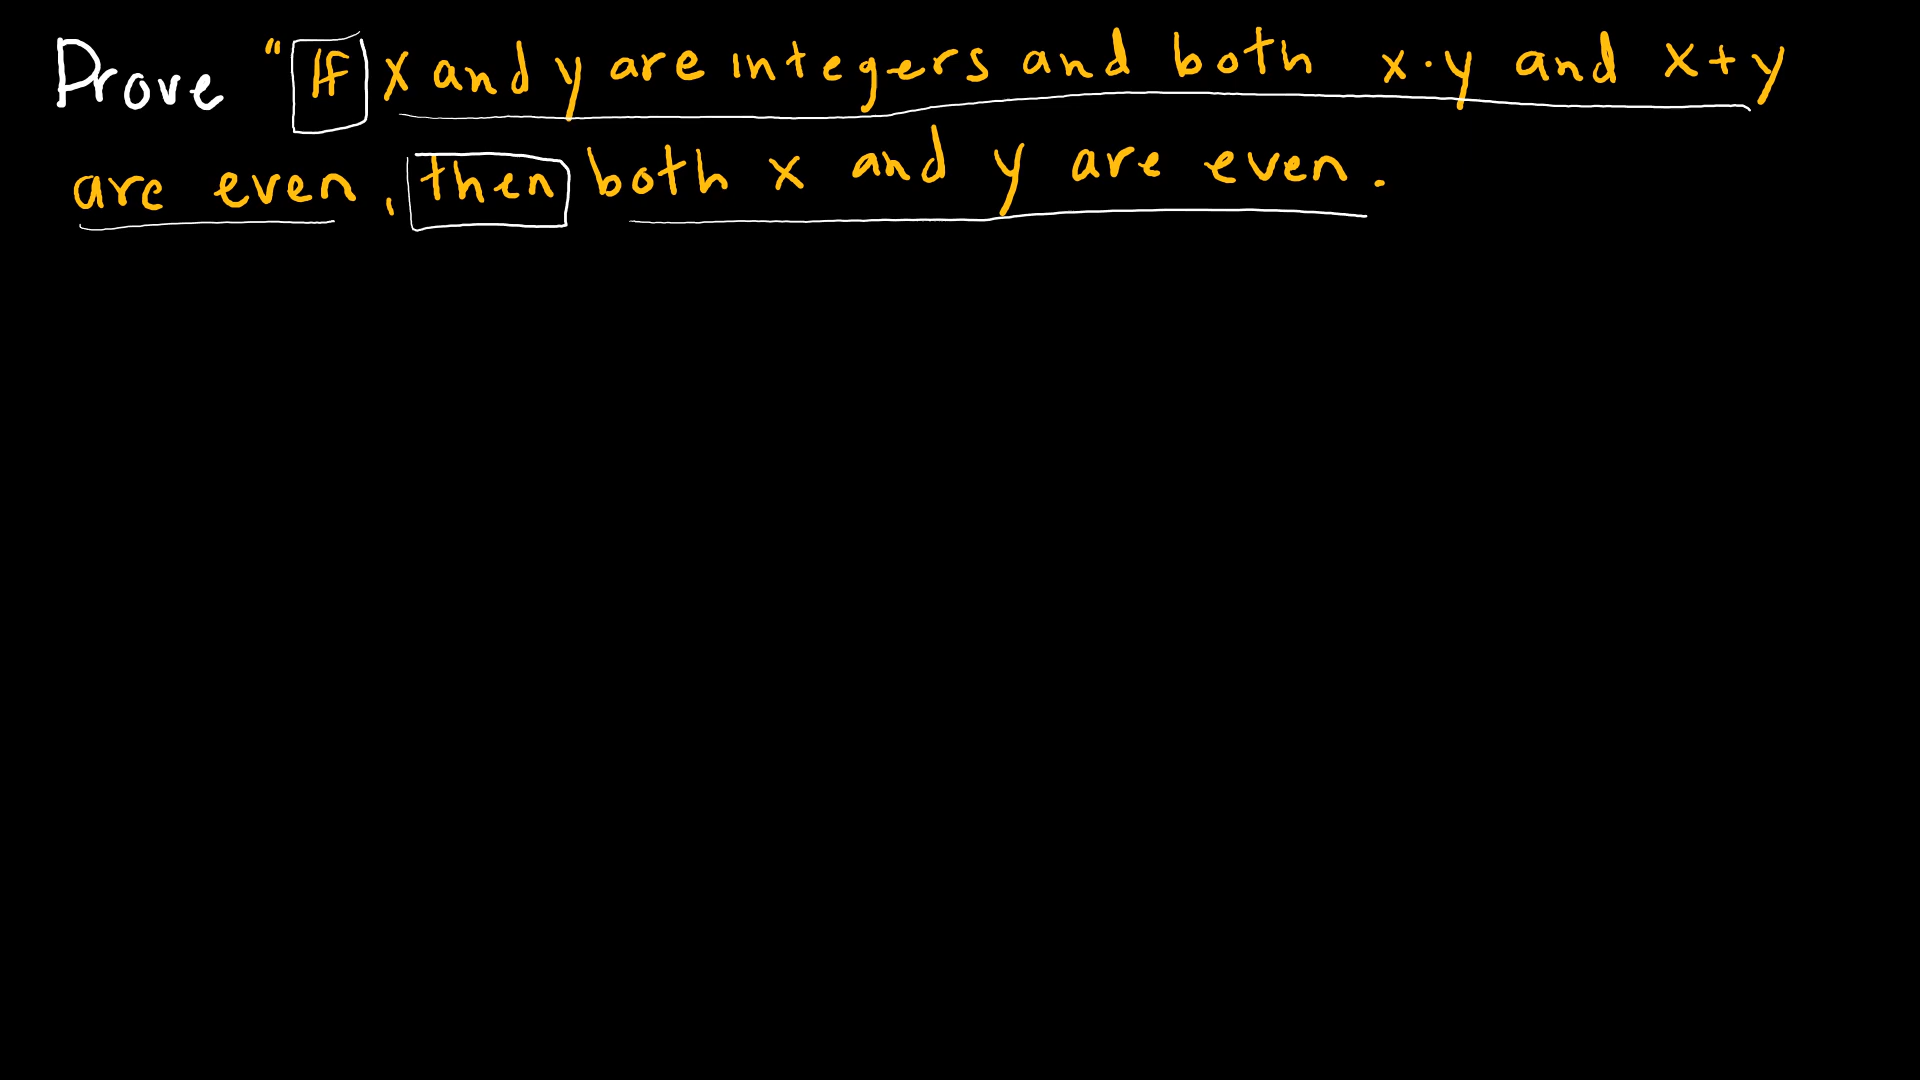 Prove "If x and y are integers and both x·y and x+y
are even, then both x and y are even.